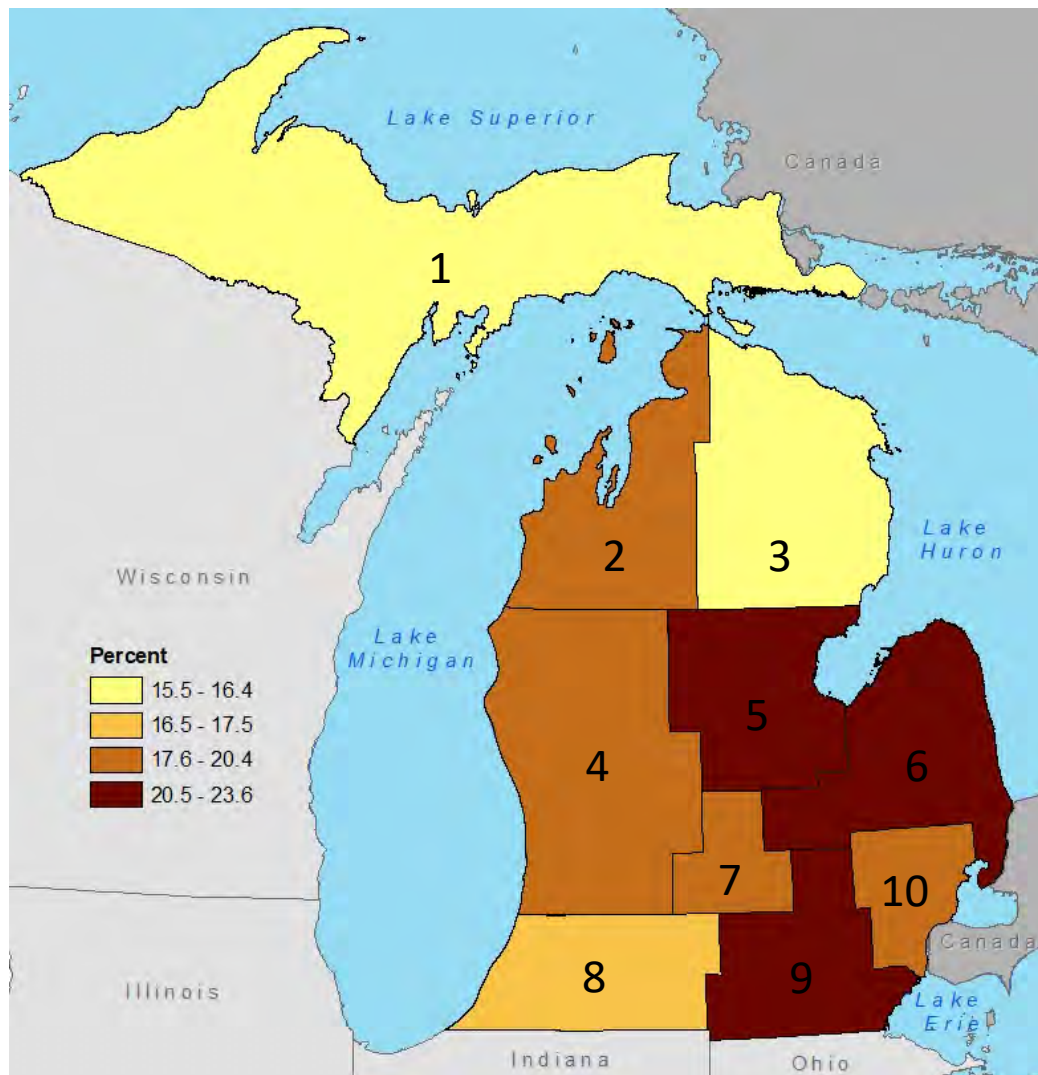 Lake Superior
Canada
1
2
3
Lake
Huron
Wisconsin
Lake
Michigan
Percent
15.5 - 16.4
16.5 - 17.5
17.6 - 20.4
20.5 - 23.6
5
4
6
7
10
Canada
8
9
Illinois
Lake
Erie
Indiana
Ohio